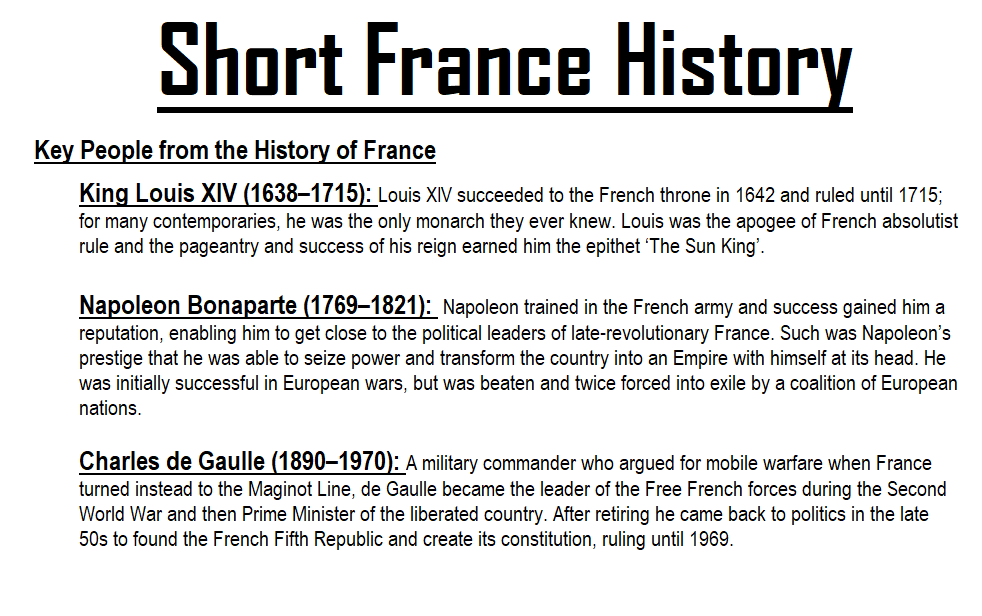 Short France History
Key People from the History of France
King Louis XIV (1638–1715): Louis XIV succeeded to the French throne in 1642 and ruled until 1715;
for many contemporaries, he was the only monarch they ever knew. Louis was the apogee of French absolutist
rule and the pageantry and success of his reign earned him the epithet ‘The Sun King’.
Napoleon Bonaparte (1769–1821): Napoleon trained in the French army and success gained him a
reputation, enabling him to get close to the political leaders of late-revolutionary France. Such was Napoleon’s
prestige that he was able to seize power and transform the country into an Empire with himself at its head. He
was initially successful in European wars, but was beaten and twice forced into exile by a coalition of European
nations.
Charles de Gaulle (1890–1970): A military commander who argued for mobile warfare when France
turned instead to the Maginot Line, de Gaulle became the leader of the Free French forces during the Second
World War and then Prime Minister of the liberated country. After retiring he came back to politics in the late
50s to found the French Fifth Republic and create its constitution, ruling until 1969.